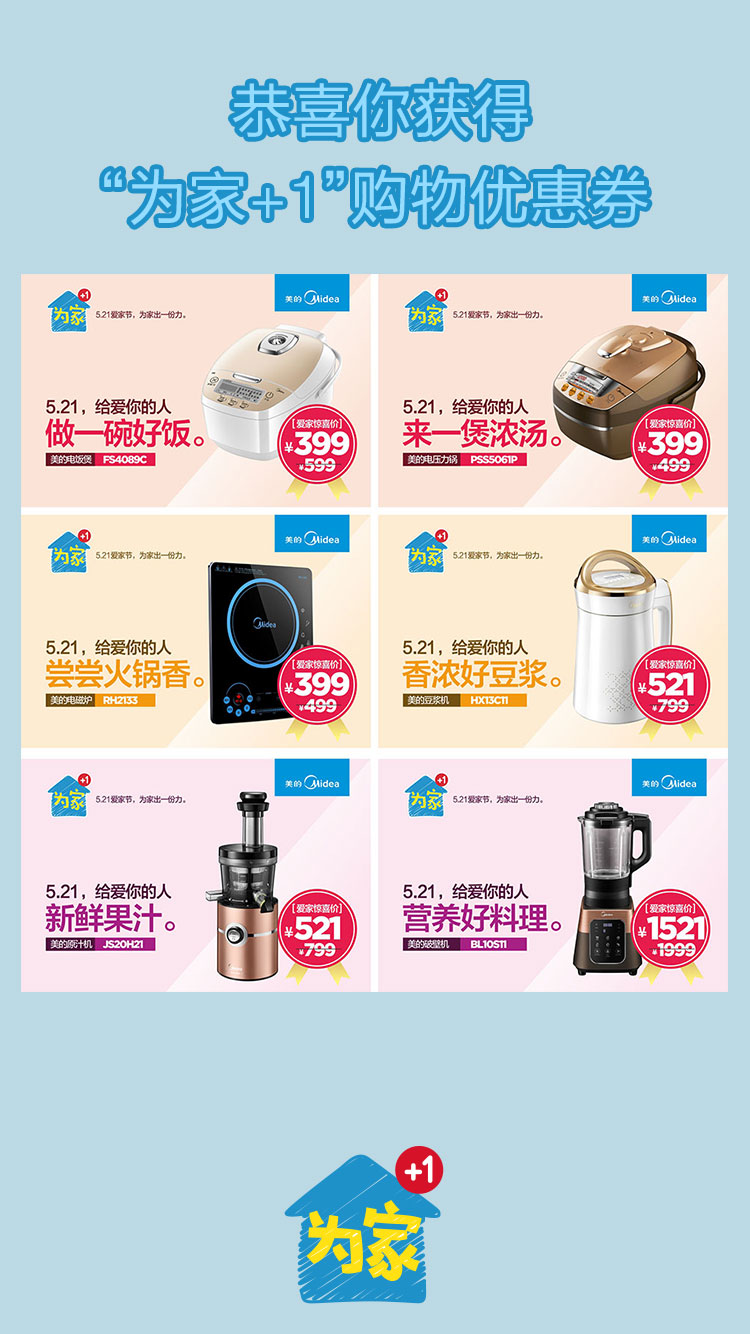 恭喜你获得
“为家+1”购物优惠券
+1
为家
5.21爱家节，为家出一份力。
美的 Midea
5.21，给爱你的人
做一碗好饭。
美的电饭煲 FS4089C
[爱家惊喜价]
¥399
¥599
+1
为家
5.21爱家节，为家出一份力。
美的 Midea
5.21，给爱你的人
来一煲浓汤。
美的电压力锅 PSS5061P
[爱家惊喜价]
¥399
¥499
+1
为家
5.21爱家节，为家出一份力。
美的 Midea
Midea
5.21，给爱你的人
尝尝火锅香。
美的电磁炉 RH2133
[爱家惊喜价]
¥399
¥499
+1
为家
5.21爱家节，为家出一份力。
美的 Midea
5.21，给爱你的人
香浓好豆浆。
美的豆浆机 HX13C11
[爱家惊喜价]
¥521
¥799
+1
为家
5.21爱家节，为家出一份力。
美的 Midea
5.21，给爱你的人
新鲜果汁。
美的原汁机 JS20H21
[爱家惊喜价]
¥521
¥799
+1
为家
5.21爱家节，为家出一份力。
美的 Midea
5.21，给爱你的人
营养好料理。
美的破壁机 BL10S11
[爱家惊喜价]
¥1521
¥1999
+1
为家